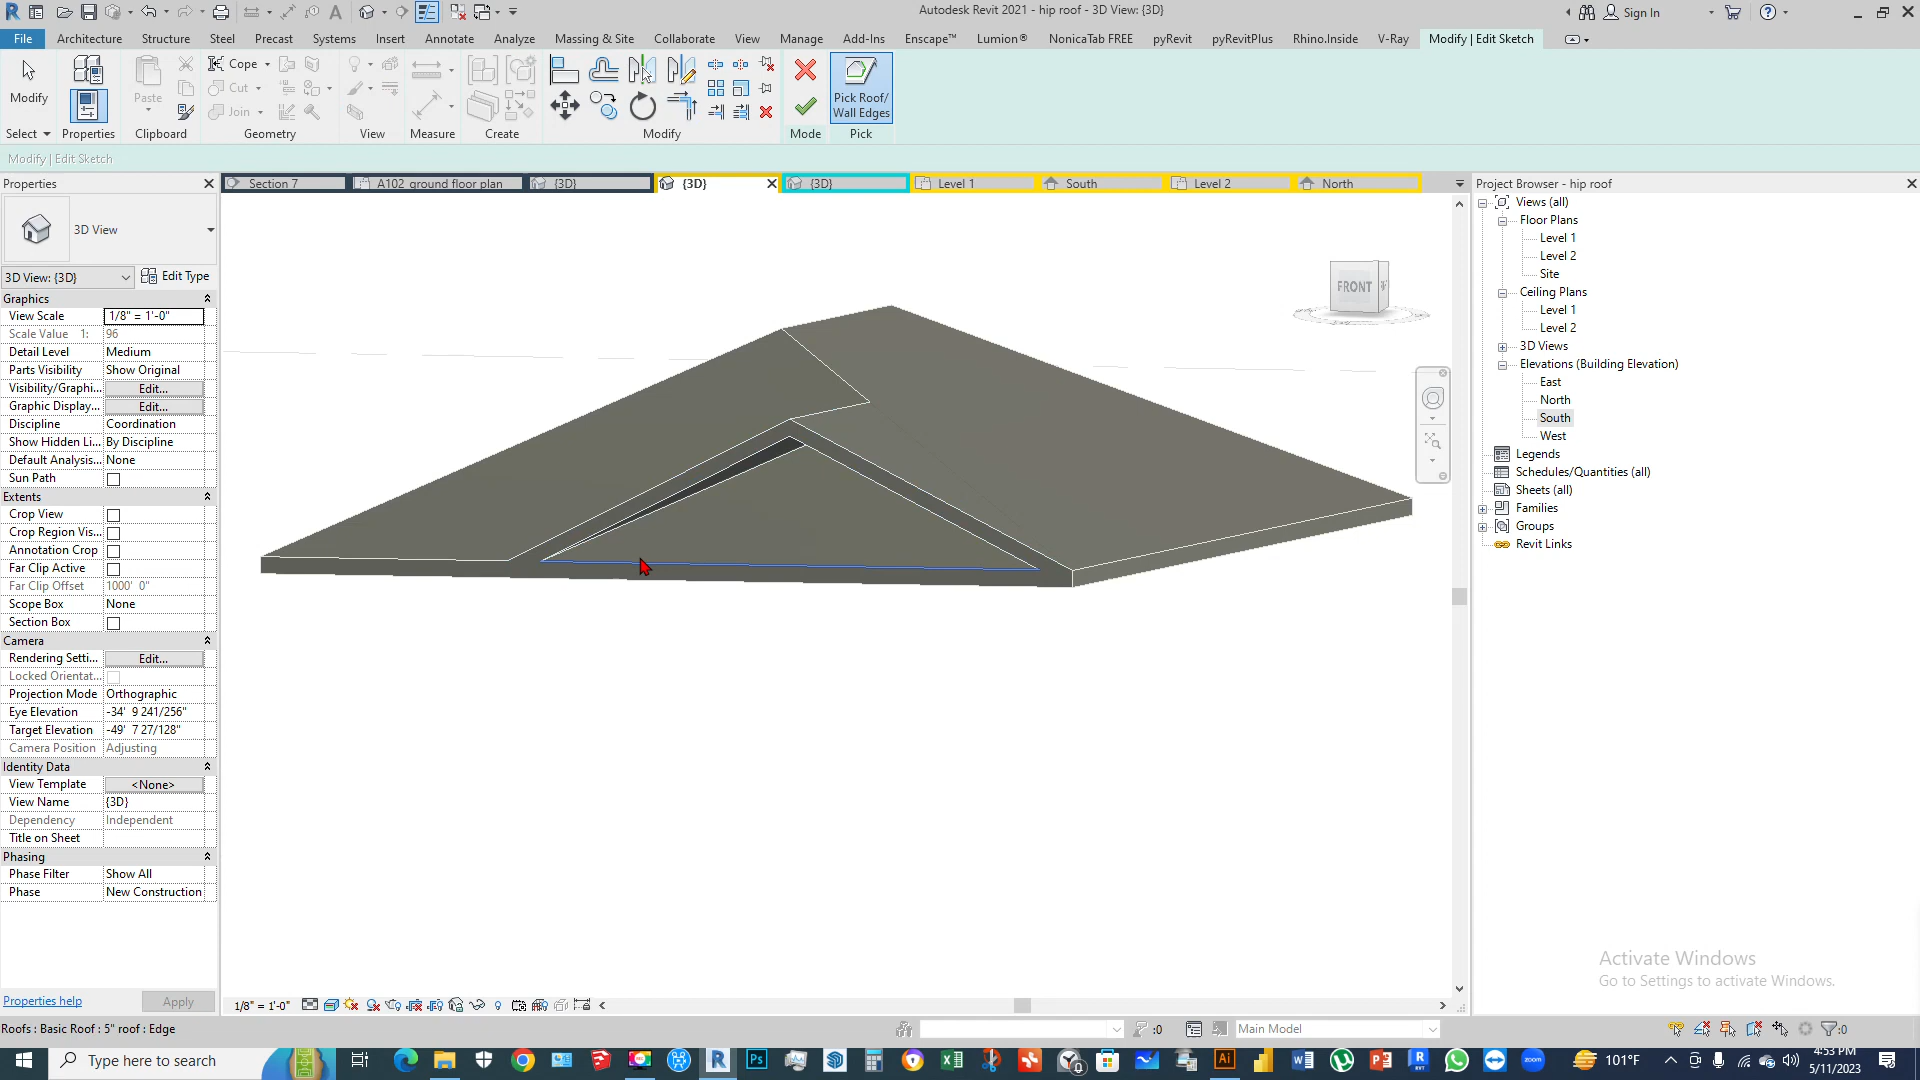 Autodesk Revit 2021 - hip roof - 3D View: {3D}
Sign In
File Architecture Structure Steel Precast Systems Insert Annotate Analyze Massing & Site Collaborate View Manage Add-Ins Enscape™ Lumion® NonicaTab FREE pyRevit pyRevitPlus Rhino.Inside V-Ray Modify | Edit Sketch
Modify
Paste
Cope
Cut
Join
Pick Roof/
Wall Edges
Select Properties Clipboard Geometry View Measure Create Modify Mode Pick
Modify | Edit Sketch
Properties
Section 7 A102 ground floor plan {3D} {3D} {3D} Level 1 South Level 2 North
Project Browser - hip roof
3D View
3D View: {3D} Edit Type
Graphics
View Scale 1/8" = 1'-0"
Scale Value 1: 96
Detail Level Medium
Parts Visibility Show Original
Visibility/Graphi... Edit...
Graphic Display... Edit...
Discipline Coordination
Show Hidden Li... By Discipline
Default Analysis... None
Sun Path
Extents
Crop View
Crop Region Vis...
Annotation Crop
Far Clip Active
Far Clip Offset 1000' 0"
Scope Box None
Section Box
Camera
Rendering Setti... Edit...
Locked Orientat...
Projection Mode Orthographic
Eye Elevation -34' 9 241/256"
Target Elevation -49' 7 27/128"
Camera Position Adjusting
Identity Data
View Template <None>
View Name {3D}
Dependency Independent
Title on Sheet
Phasing
Phase Filter Show All
Phase New Construction
Properties help Apply
FRONT
Views (all)
Floor Plans
Level 1
Level 2
Site
Ceiling Plans
Level 1
Level 2
3D Views
Elevations (Building Elevation)
East
North
South
West
Legends
Schedules/Quantities (all)
Sheets (all)
Families
Groups
Revit Links
Activate Windows
Go to Settings to activate Windows.
1/8" = 1'-0"
Roofs : Basic Roof : 5" roof : Edge
:0
Main Model
:0
Type here to search
101°F
4:53 PM
5/11/2023